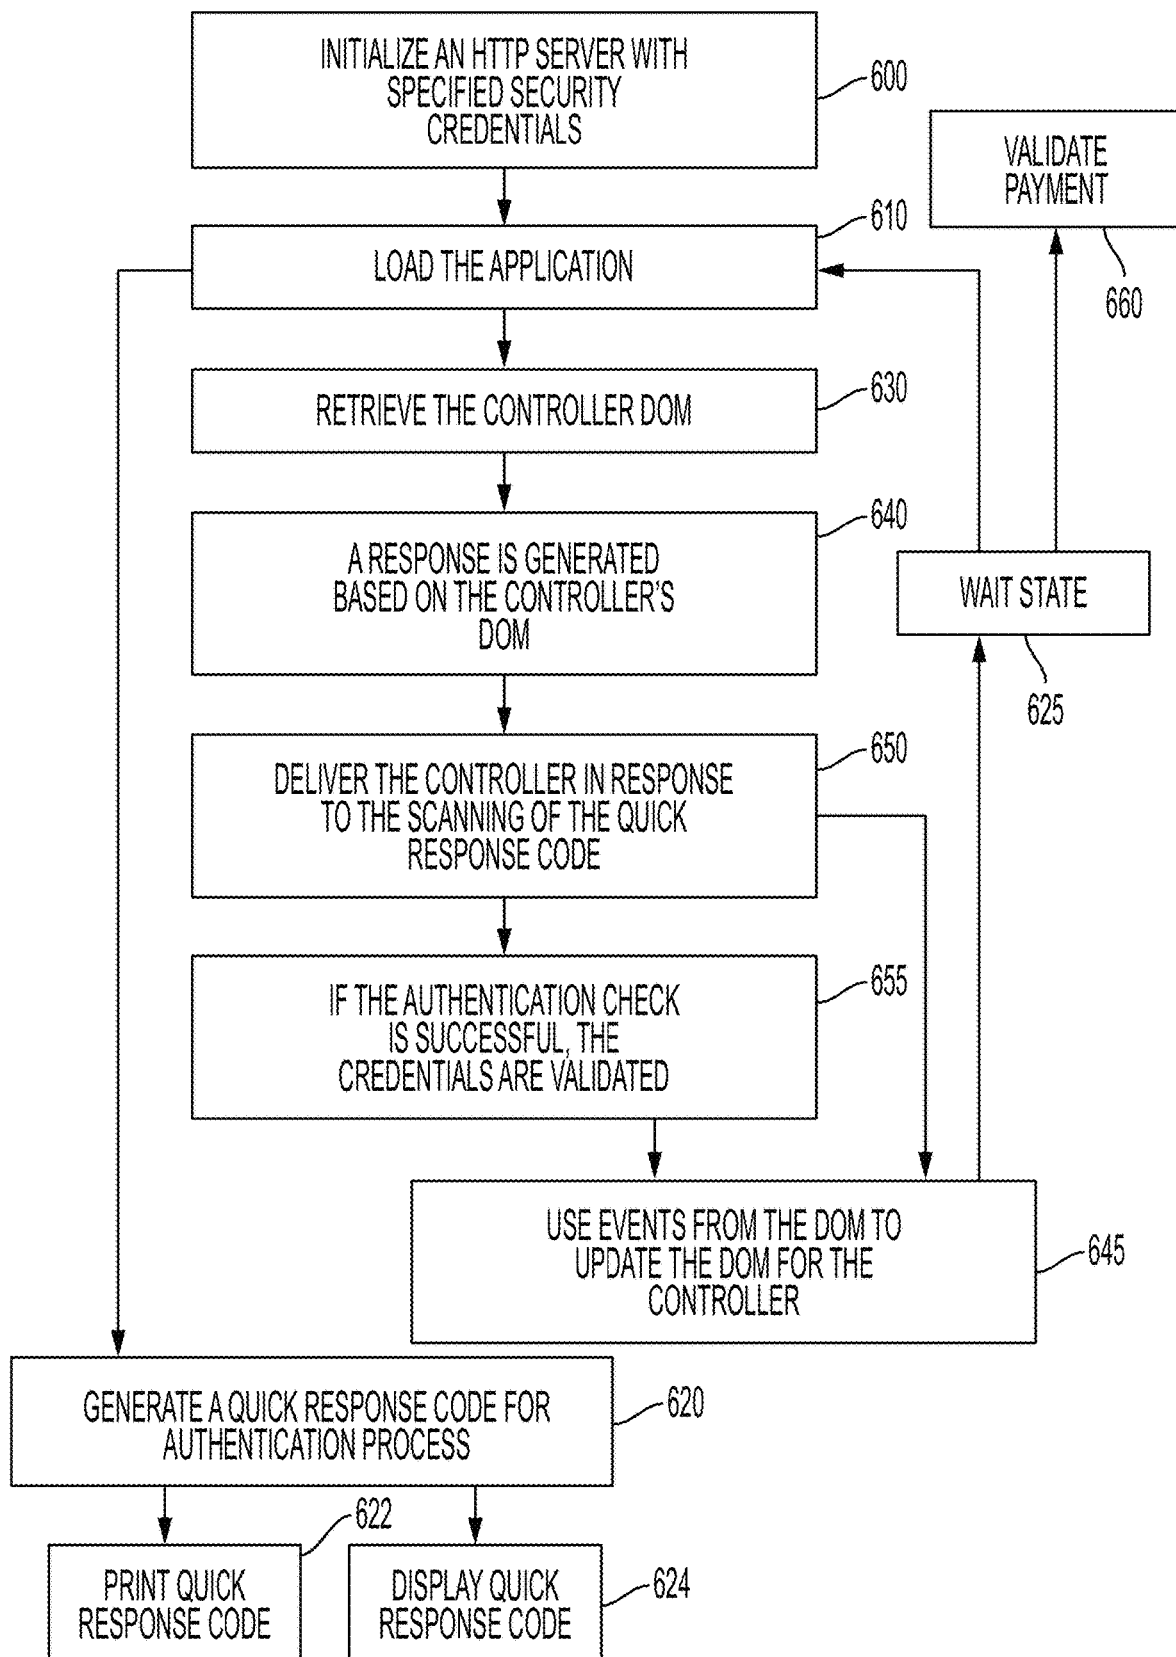 INITIALIZE AN HTTP SERVER WITH
SPECIFIED SECURITY
CREDENTIALS
600
VALIDATE
PAYMENT
660
610
LOAD THE APPLICATION
630
RETRIEVE THE CONTROLLER DOM
640
A RESPONSE IS GENERATED
BASED ON THE CONTROLLER'S
DOM
WAIT STATE
625
650
DELIVER THE CONTROLLER IN RESPONSE
TO THE SCANNING OF THE QUICK
RESPONSE CODE
655
IF THE AUTHENTICATION CHECK
IS SUCCESSFUL, THE
CREDENTIALS ARE VALIDATED
USE EVENTS FROM THE DOM TO
UPDATE THE DOM FOR THE
CONTROLLER
645
GENERATE A QUICK RESPONSE CODE FOR
AUTHENTICATION PROCESS
620
622
PRINT QUICK
RESPONSE CODE
DISPLAY QUICK
RESPONSE CODE
624